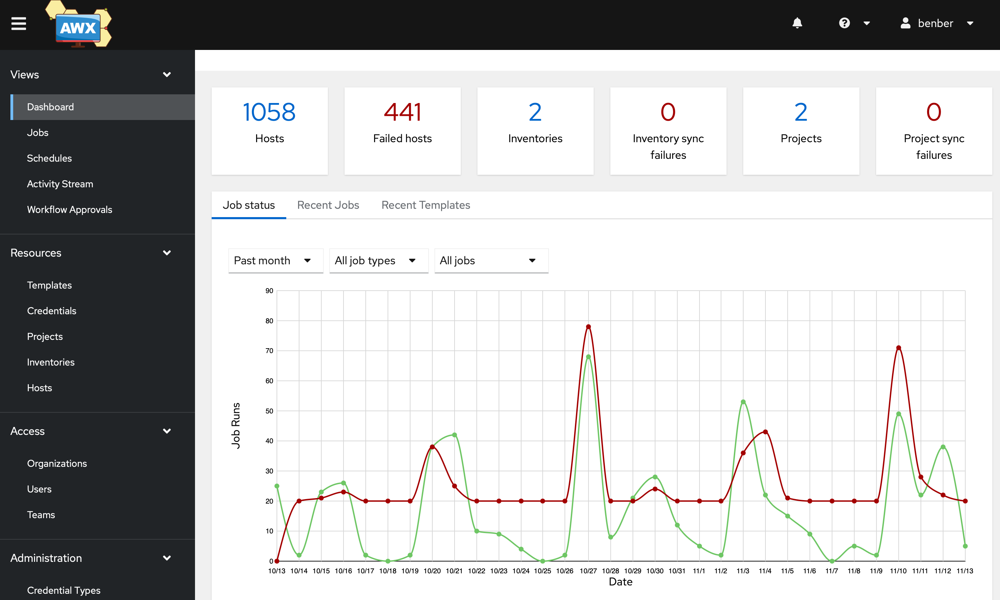 AWX
benber
Views
Dashboard
Jobs
Schedules
Activity Stream
Workflow Approvals
Resources
Templates
Credentials
Projects
Inventories
Hosts
Access
Organizations
Users
Teams
Administration
Credential Types
1058
Hosts
441
Failed hosts
2
Inventories
0
Inventory sync
failures
2
Projects
0
Project sync
failures
Job status Recent Jobs Recent Templates
Past month All job types All jobs
90
80
70
60
50
40
30
20
10
0
Job Runs
10/13 10/14 10/15 10/16 10/17 10/18 10/19 10/20 10/21 10/22 10/23 10/24 10/25 10/26 10/27 10/28 10/29 10/30 10/31 11/1 11/2 11/3 11/4 11/5 11/6 11/7 11/8 11/9 11/10 11/11 11/12 11/13
Date